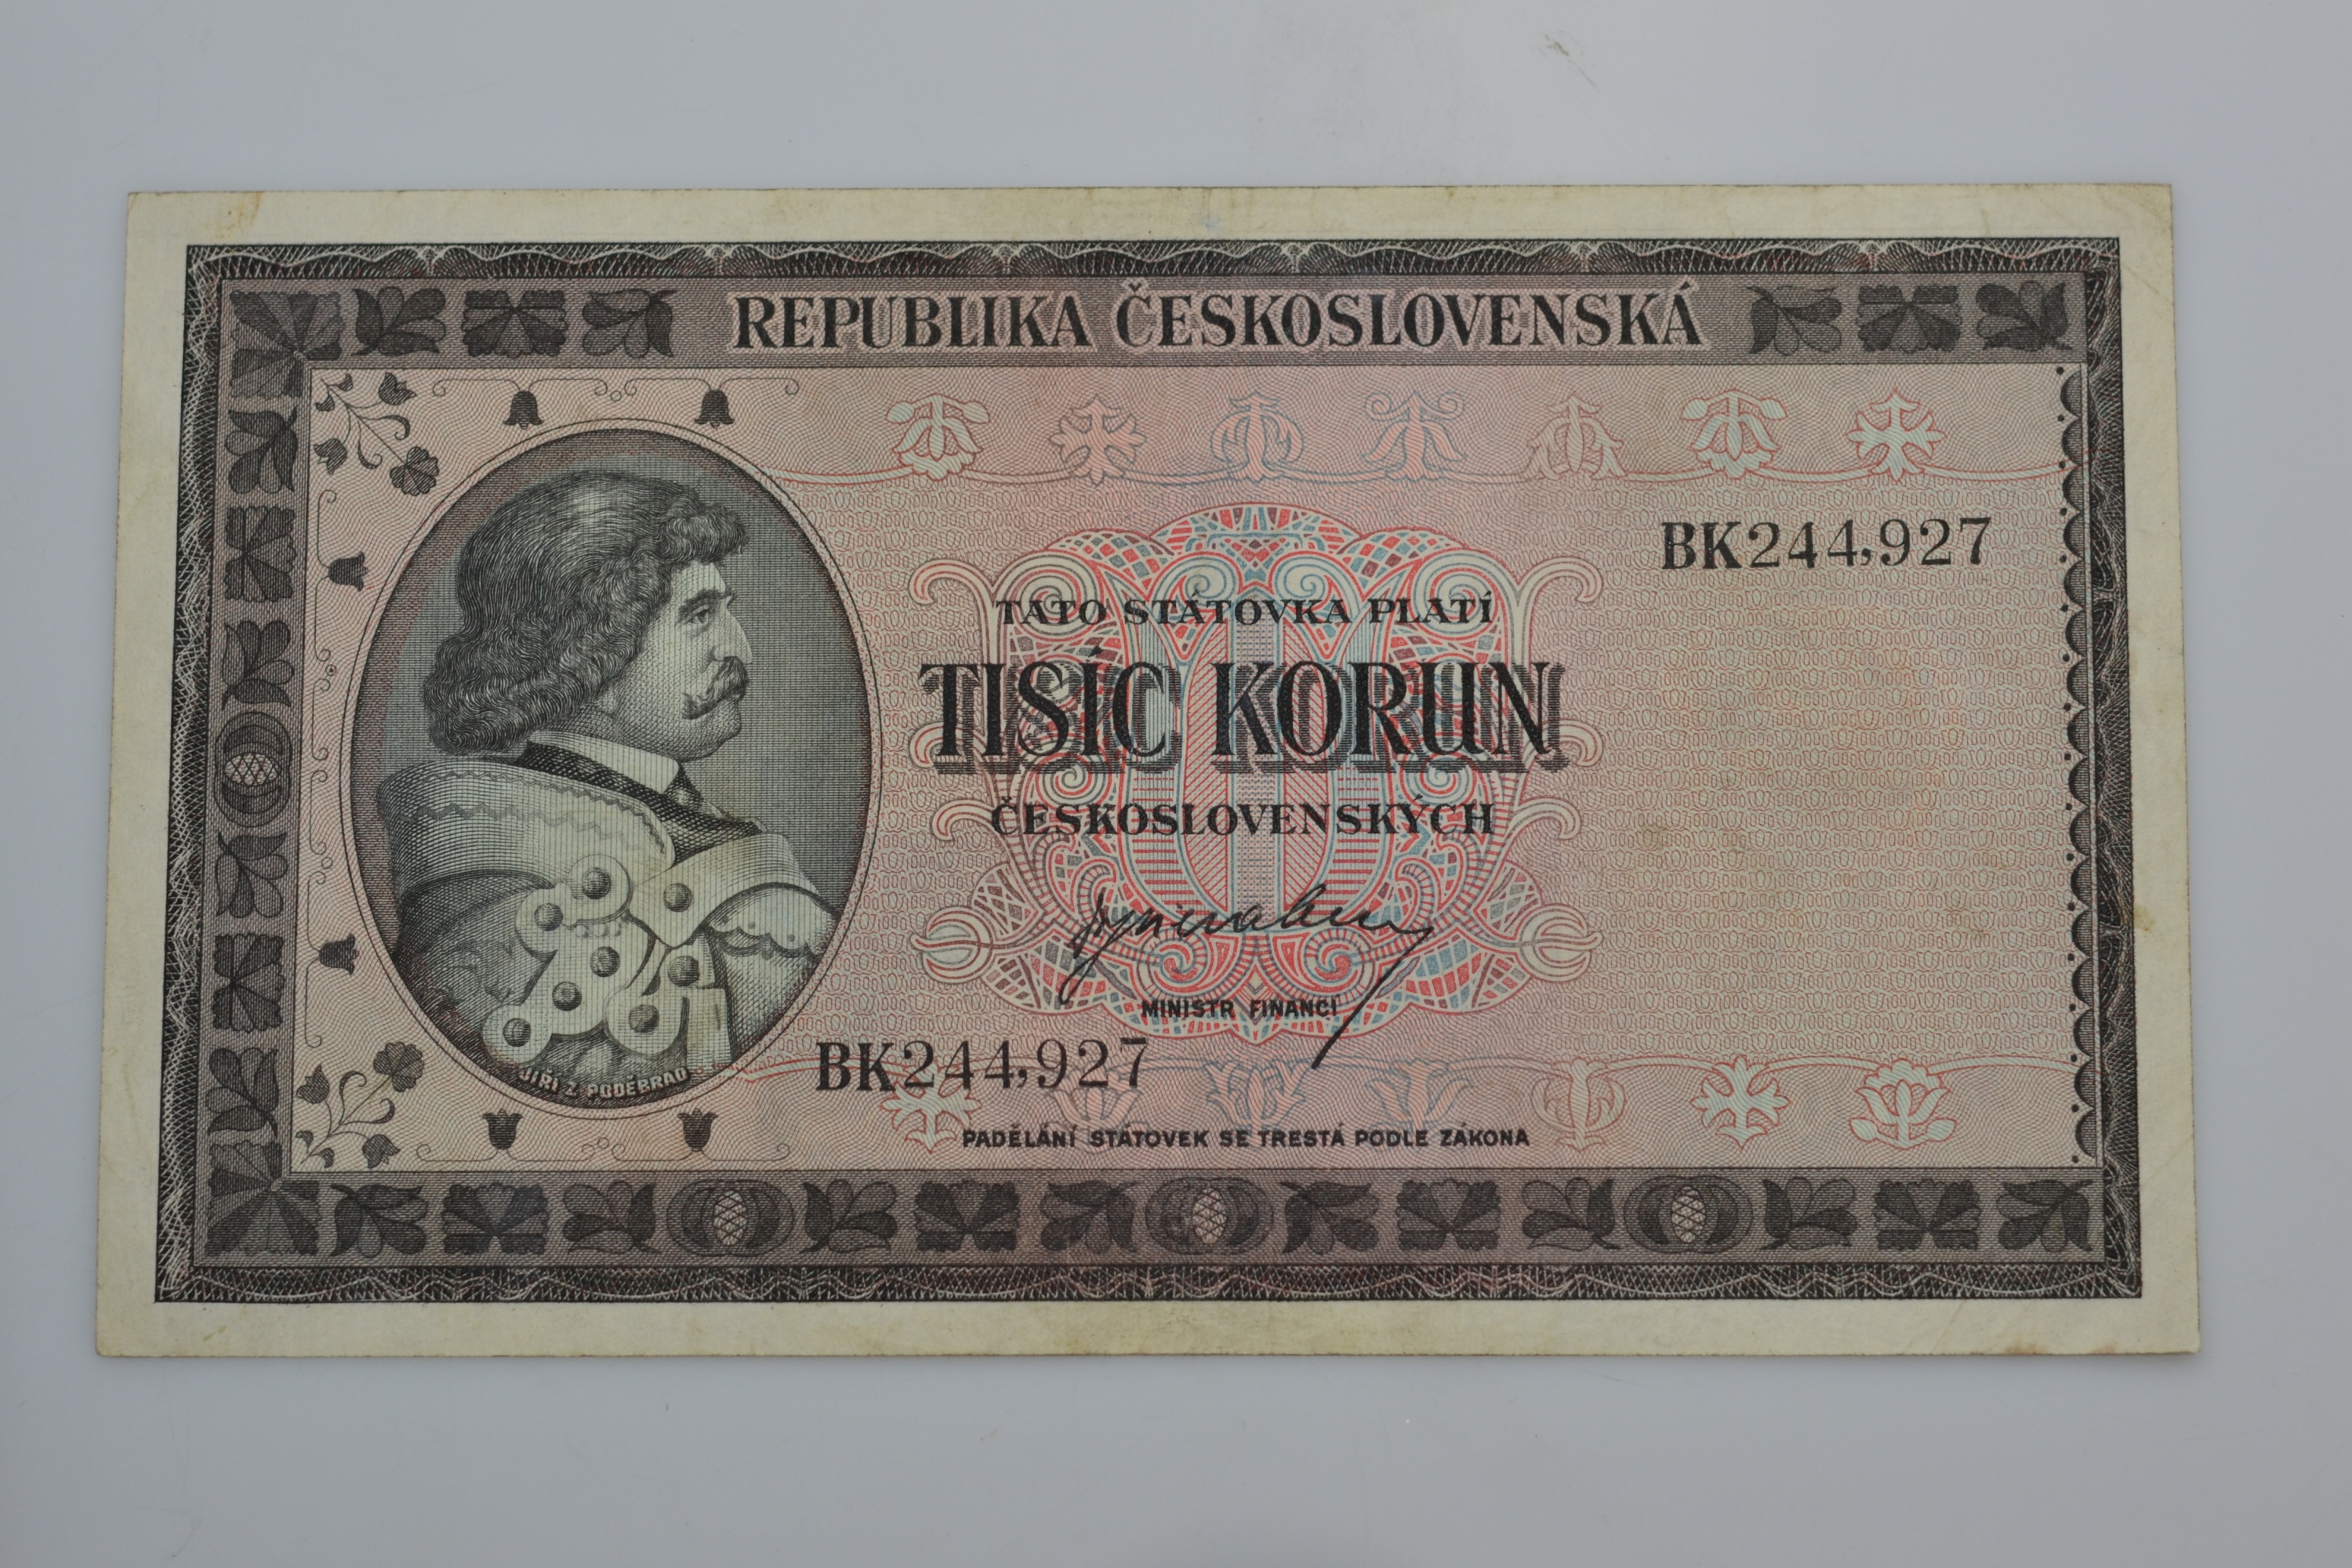 REPUBLIKA ČESKOSLOVENSKÁ
BK244,927
TATO STÁTOVKA PLATÍ
TISÍC KORUN
ČESKOSLOVENSKÝCH
MINISTR FINANCÍ
BK244,927
JIŘÍ Z PODĚBRAD
PADĚLÁNÍ STÁTOVEK SE TRESTÁ PODLE ZÁKONA